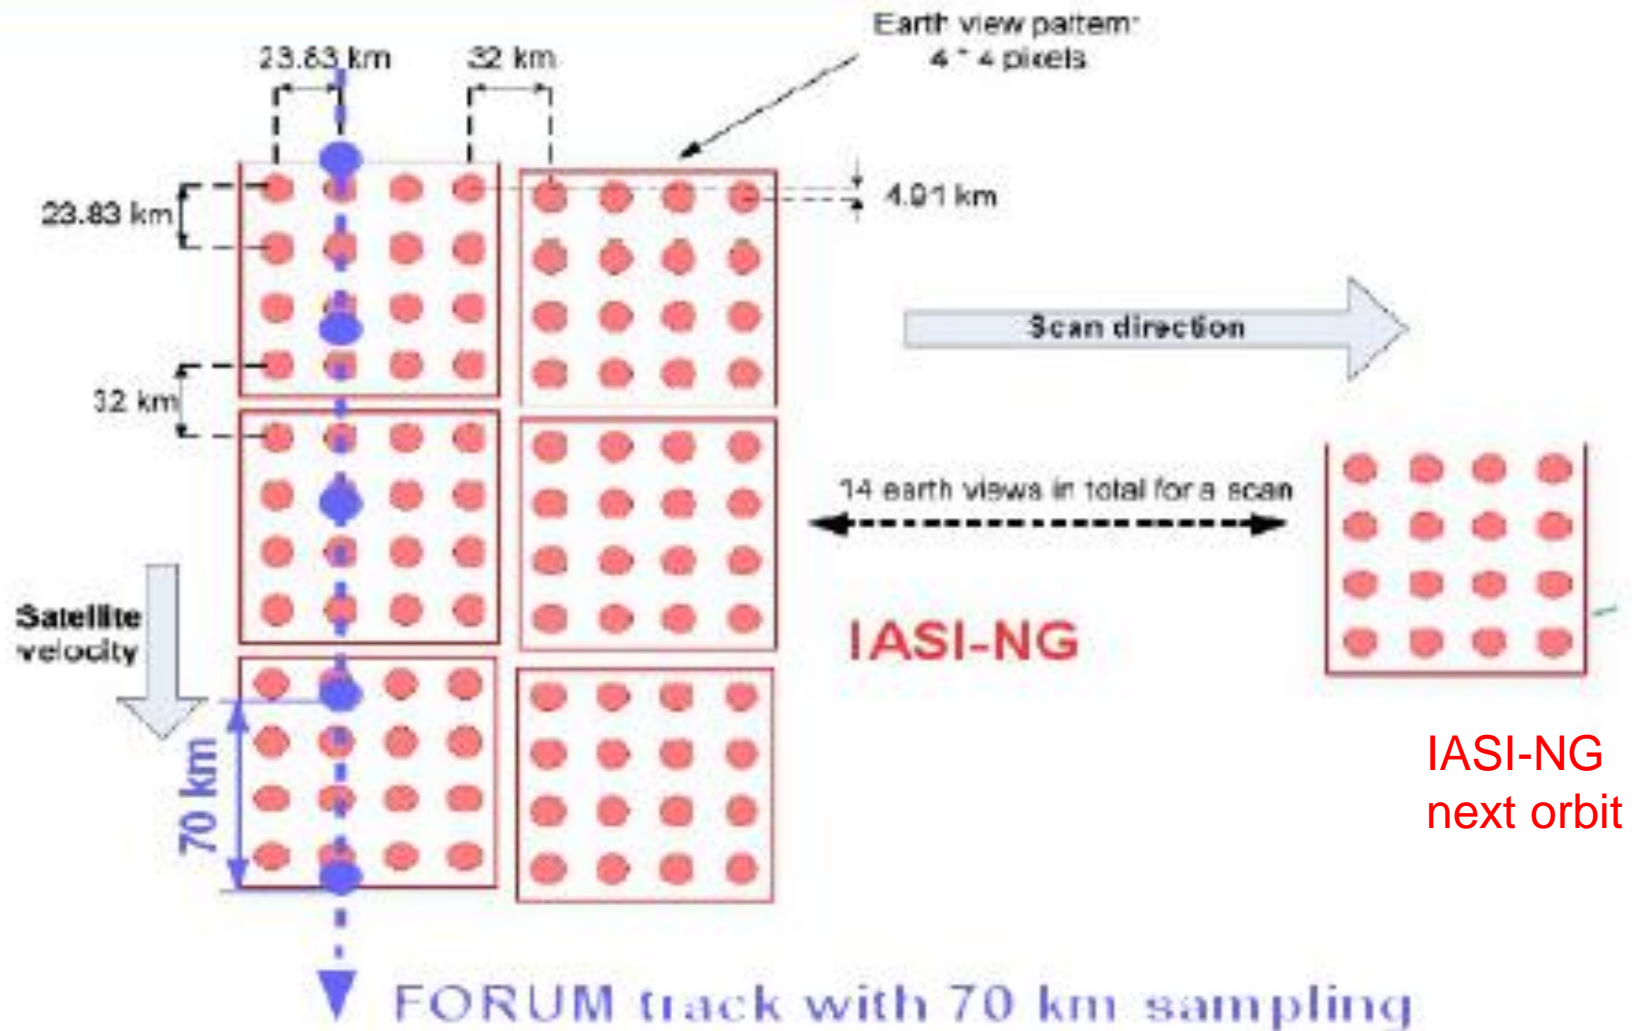 Earth view pattern
4 * 4 pixels
23.83 km
32 km
23.83 km
4.91 km
Scan direction
32 km
14 earth views in total for a scan
Satellite
velocity
IASI-NG
70 km
IASI-NG
next orbit
FORUM track with 70 km sampling